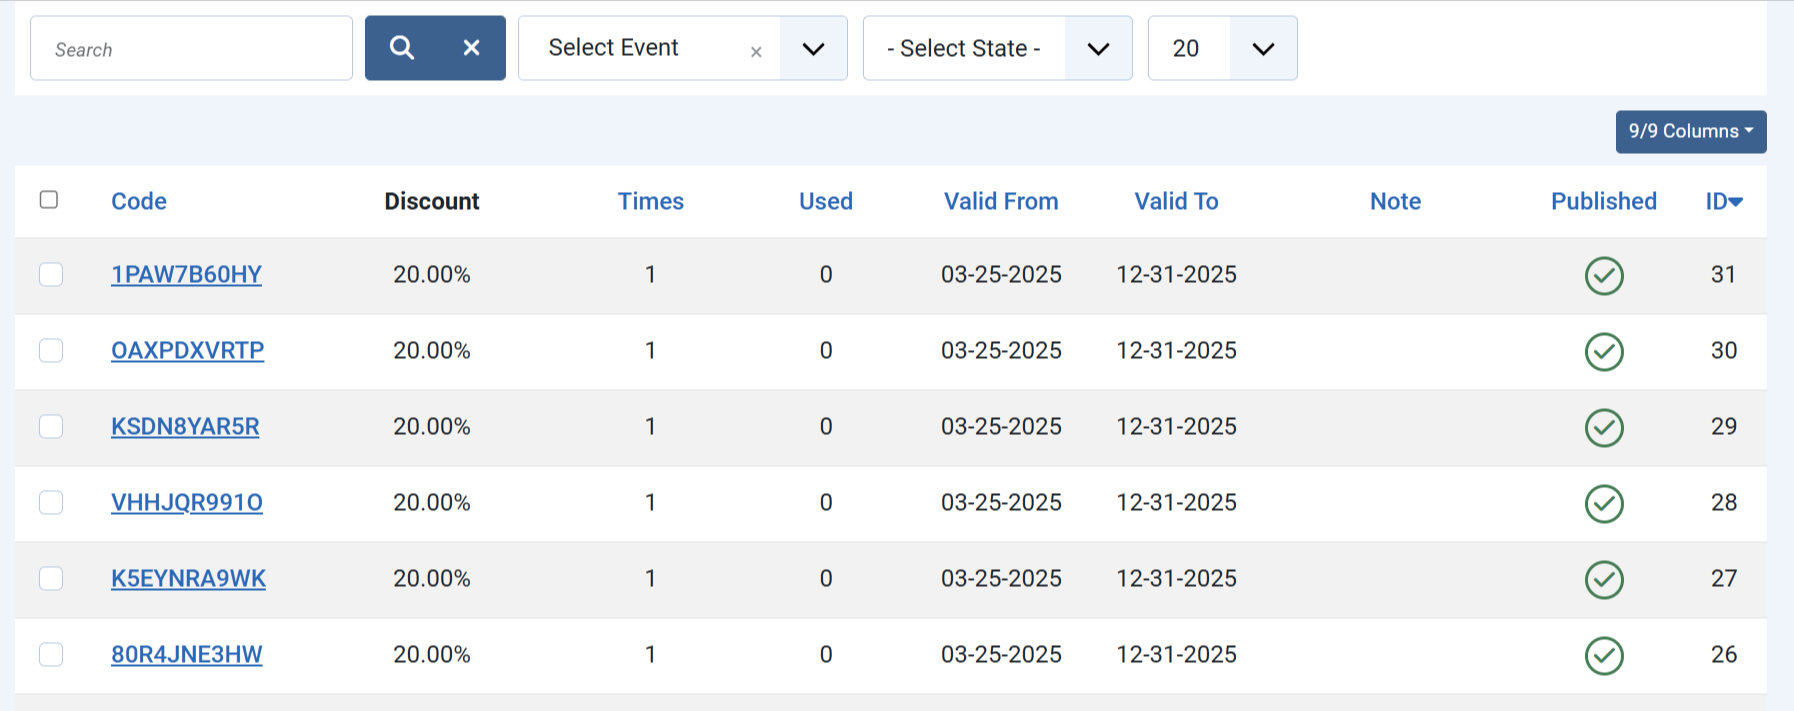 Search Select Event × - Select State - 20
9/9 Columns
Code Discount Times Used Valid From Valid To Note Published ID
1PAW7B60HY 20.00% 1 0 03-25-2025 12-31-2025 31
OAXPDXVRTP 20.00% 1 0 03-25-2025 12-31-2025 30
KSDN8YAR5R 20.00% 1 0 03-25-2025 12-31-2025 29
VHHJQR991O 20.00% 1 0 03-25-2025 12-31-2025 28
K5EYNRA9WK 20.00% 1 0 03-25-2025 12-31-2025 27
80R4JNE3HW 20.00% 1 0 03-25-2025 12-31-2025 26